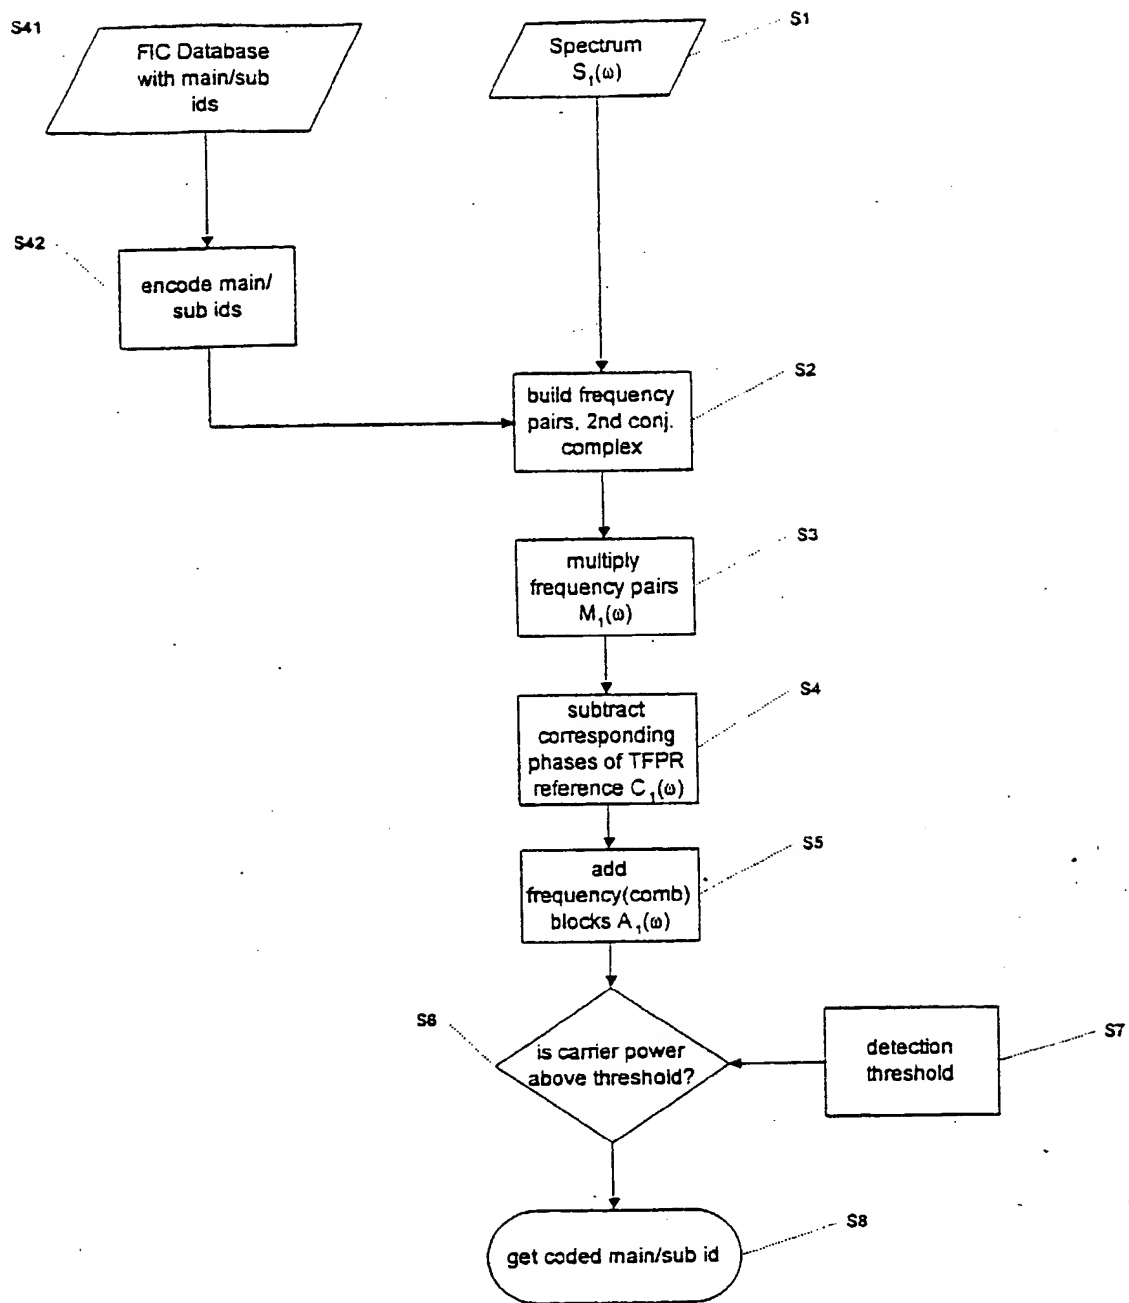 S41
FIC Database
with main/sub
ids
Spectrum
S₁(ω)
S1
S42
encode main/
sub ids
build frequency
pairs, 2nd conj.
complex
S2
multiply
frequency pairs
M₁(ω)
S3
subtract
corresponding
phases of TFPR
reference C₁(ω)
S4
add
frequency(comb)
blocks A₁(ω)
S5
S6
is carrier power
above threshold?
detection
threshold
S7
get coded main/sub id
S8